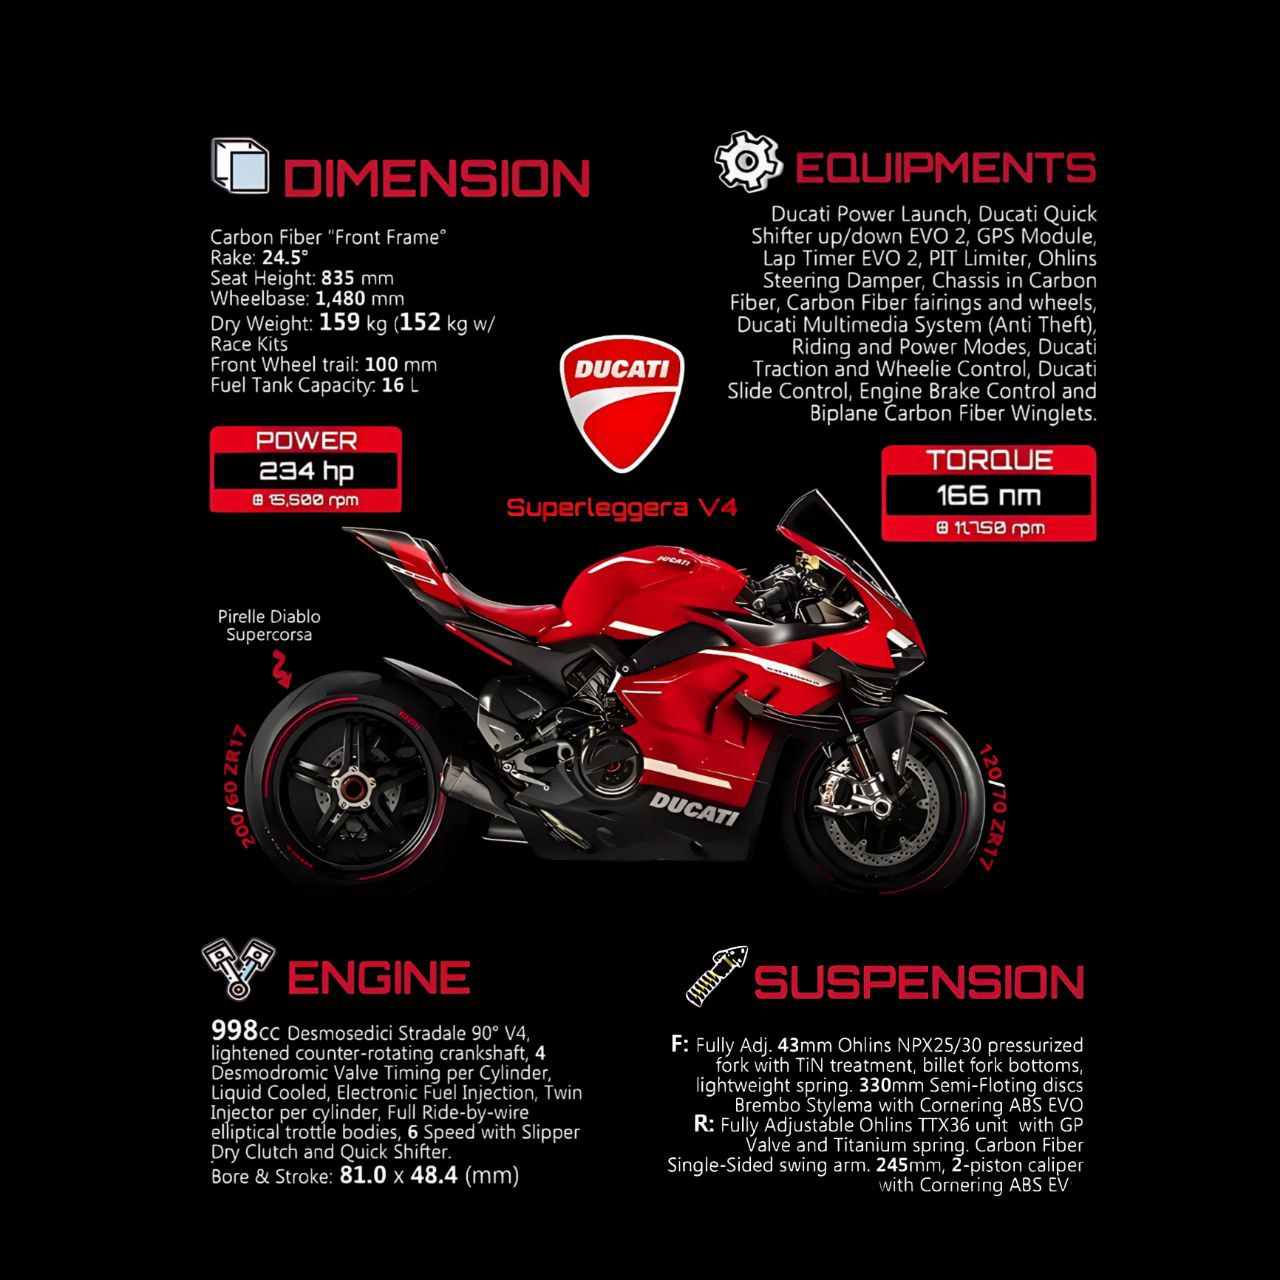 DIMENSION
Carbon Fiber "Front Frame"
Rake: 24.5°
Seat Height: 835 mm
Wheelbase: 1,480 mm
Dry Weight: 159 kg (152 kg w/
Race Kits
Front Wheel trail: 100 mm
Fuel Tank Capacity: 16 L
EQUIPMENTS
Ducati Power Launch, Ducati Quick
Shifter up/down EVO 2, GPS Module,
Lap Timer EVO 2, PIT Limiter, Ohlins
Steering Damper, Chassis in Carbon
Fiber, Carbon Fiber fairings and wheels,
Ducati Multimedia System (Anti Theft),
Riding and Power Modes, Ducati
Traction and Wheelie Control, Ducati
Slide Control, Engine Brake Control and
Biplane Carbon Fiber Winglets.
POWER
234 hp
@ 15,500 rpm
DUCATI
Superleggera V4
TORQUE
166 nm
@ 11.750 rpm
Pirelle Diablo
Supercorsa
200/60 ZR17
DUCATI
DUCATI
120/70 ZR17
ENGINE
998cc Desmosedici Stradale 90° V4,
lightened counter-rotating crankshaft, 4
Desmodromic Valve Timing per Cylinder,
Liquid Cooled, Electronic Fuel Injection, Twin
Injector per cylinder, Full Ride-by-wire
elliptical trottle bodies, 6 Speed with Slipper
Dry Clutch and Quick Shifter.
Bore & Stroke: 81.0 x 48.4 (mm)
SUSPENSION
F: Fully Adj. 43mm Ohlins NPX25/30 pressurized
fork with TiN treatment, billet fork bottoms,
lightweight spring. 330mm Semi-Floting discs
Brembo Stylema with Cornering ABS EVO
R: Fully Adjustable Ohlins TTX36 unit with GP
Valve and Titanium spring. Carbon Fiber
Single-Sided swing arm. 245mm, 2-piston caliper
with Cornering ABS EV